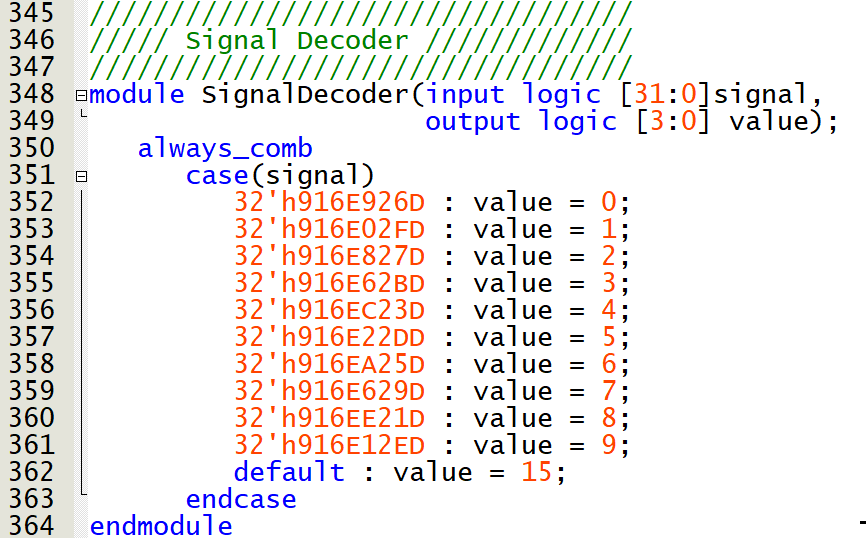 345 //////////////////////////////////
346 ///// Signal Decoder /////////////
347 //////////////////////////////////
348 module SignalDecoder(input logic [31:0]signal,
349                      output logic [3:0] value);
350    always_comb
351       case(signal)
352          32'h916E926D : value = 0;
353          32'h916E02FD : value = 1;
354          32'h916E827D : value = 2;
355          32'h916E62BD : value = 3;
356          32'h916EC23D : value = 4;
357          32'h916E22DD : value = 5;
358          32'h916EA25D : value = 6;
359          32'h916E629D : value = 7;
360          32'h916EE21D : value = 8;
361          32'h916E12ED : value = 9;
362          default : value = 15;
363       endcase
364 endmodule